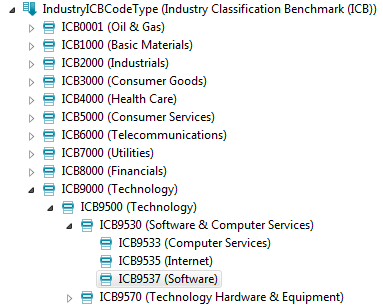 IndustryICBCodeType (Industry Classification Benchmark (ICB))
ICB0001 (Oil & Gas)
ICB1000 (Basic Materials)
ICB2000 (Industrials)
ICB3000 (Consumer Goods)
ICB4000 (Health Care)
ICB5000 (Consumer Services)
ICB6000 (Telecommunications)
ICB7000 (Utilities)
ICB8000 (Financials)
ICB9000 (Technology)
ICB9500 (Technology)
ICB9530 (Software & Computer Services)
ICB9533 (Computer Services)
ICB9535 (Internet)
ICB9537 (Software)
ICB9570 (Technology Hardware & Equipment)